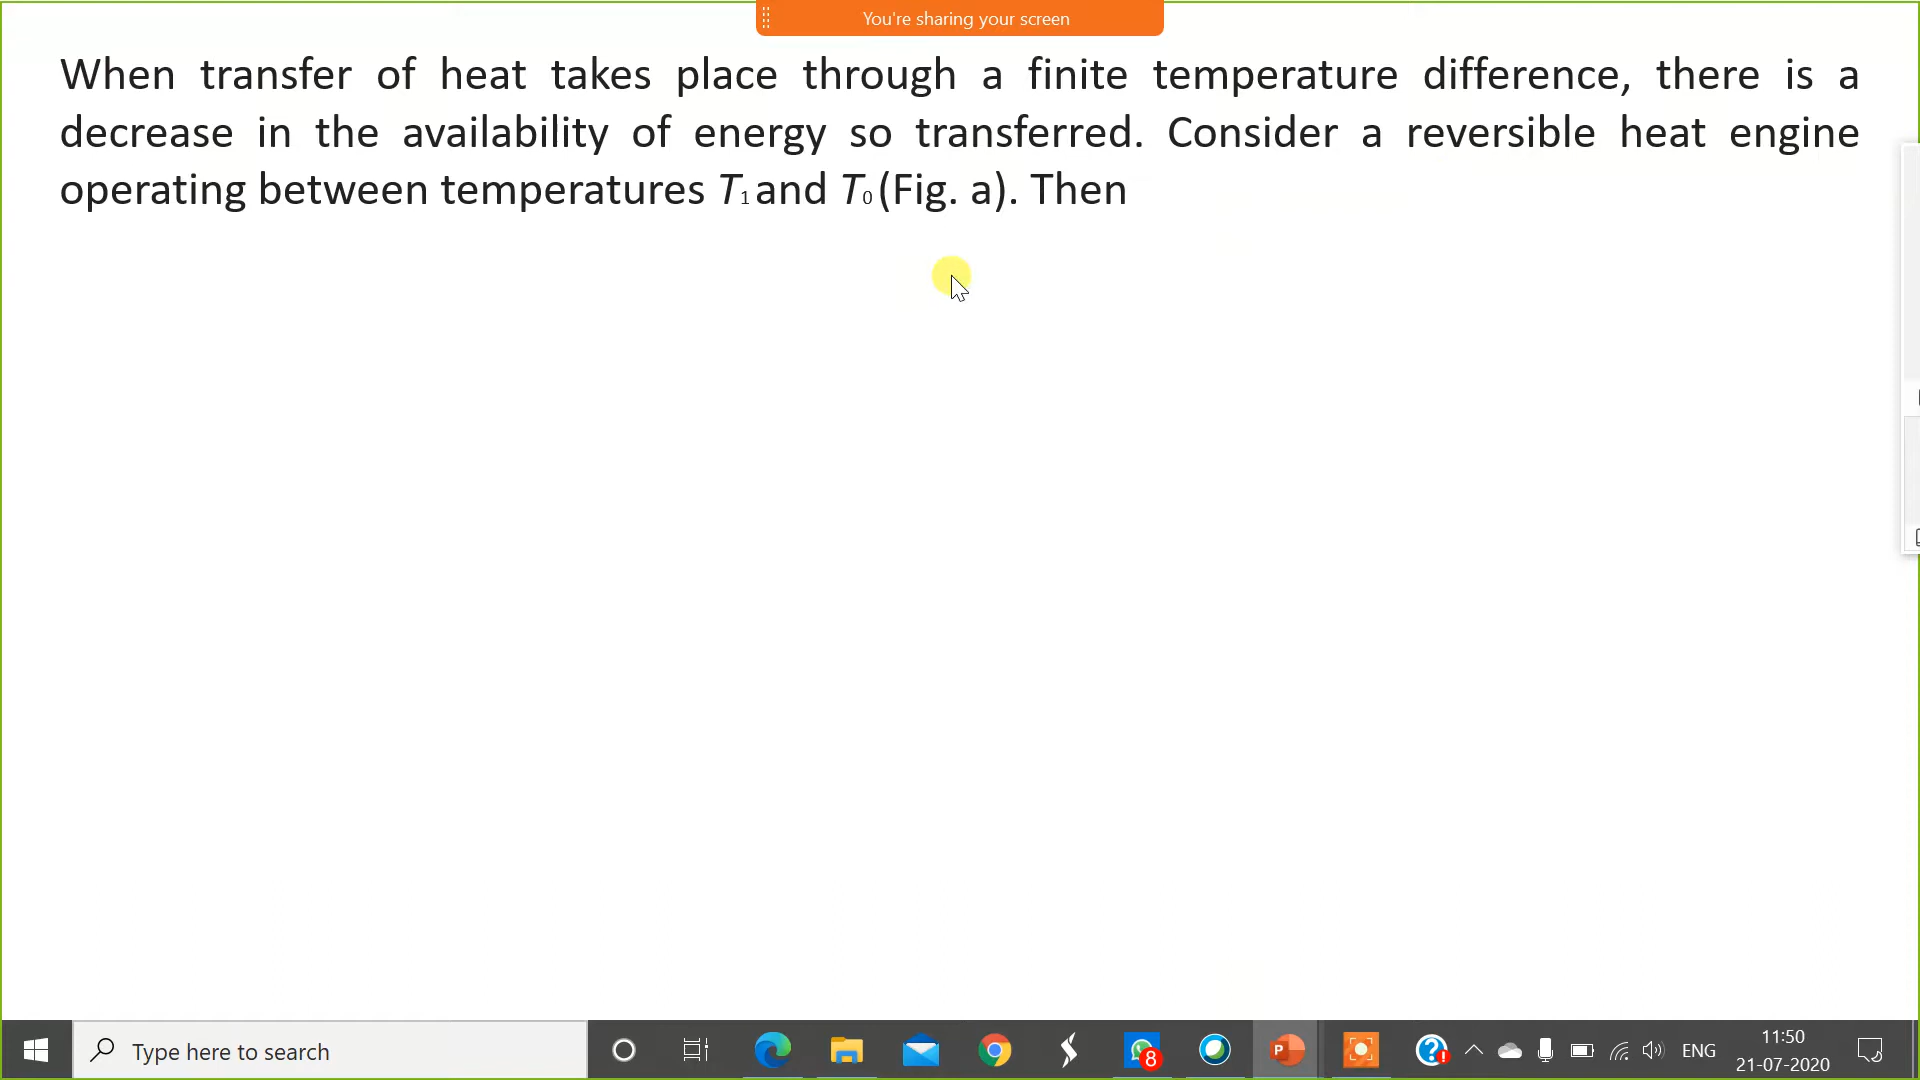 You're sharing your screen
When transfer of heat takes place through a finite temperature difference, there is a
decrease in the availability of energy so transferred. Consider a reversible heat engine
operating between temperatures T₁ and T₀ (Fig. a). Then
Type here to search
8
P
ENG
11:50
21-07-2020